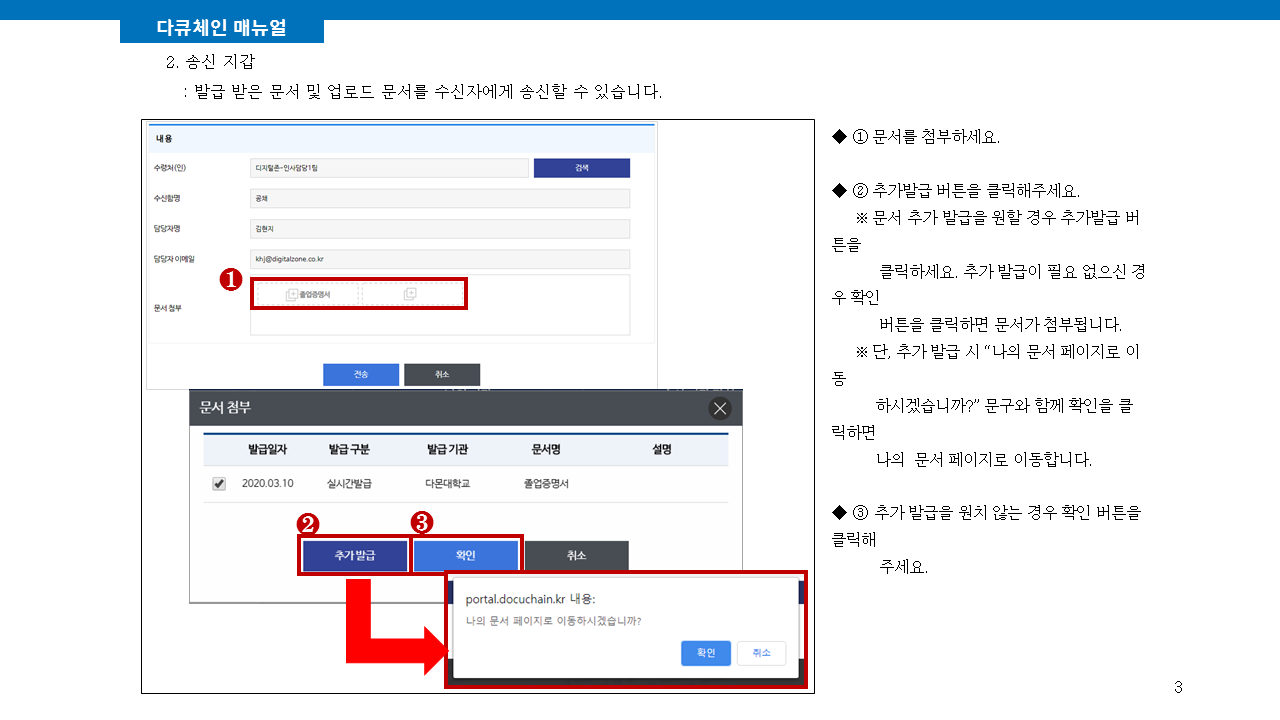 다큐체인 매뉴얼
2. 송신 지갑
: 발급 받은 문서 및 업로드 문서를 수신자에게 송신할 수 있습니다.
내용
수령처(인)
디지털존-인사담당1팀
검색
수신함명
공채
담당자명
김현지
담당자 이메일
khj@digitalzone.co.kr
❶
문서 첨부
졸업증명서
전송
취소
문서 첨부
발급일자 발급 구분 발급 기관 문서명 설명
2020.03.10 실시간발급 다몬대학교 졸업증명서
❷
❸
추가 발급
확인
취소
portal.docuchain.kr 내용:
나의 문서 페이지로 이동하시겠습니까?
확인
취소
◆ ① 문서를 첨부하세요.
◆ ② 추가발급 버튼을 클릭해주세요.
※ 문서 추가 발급을 원할 경우 추가발급 버
튼을
클릭하세요. 추가 발급이 필요 없으신 경
우 확인
버튼을 클릭하면 문서가 첨부됩니다.
※ 단, 추가 발급 시 “나의 문서 페이지로 이
동
하시겠습니까?” 문구와 함께 확인을 클
릭하면
나의 문서 페이지로 이동합니다.
◆ ③ 추가 발급을 원치 않는 경우 확인 버튼을
클릭해
주세요.
3